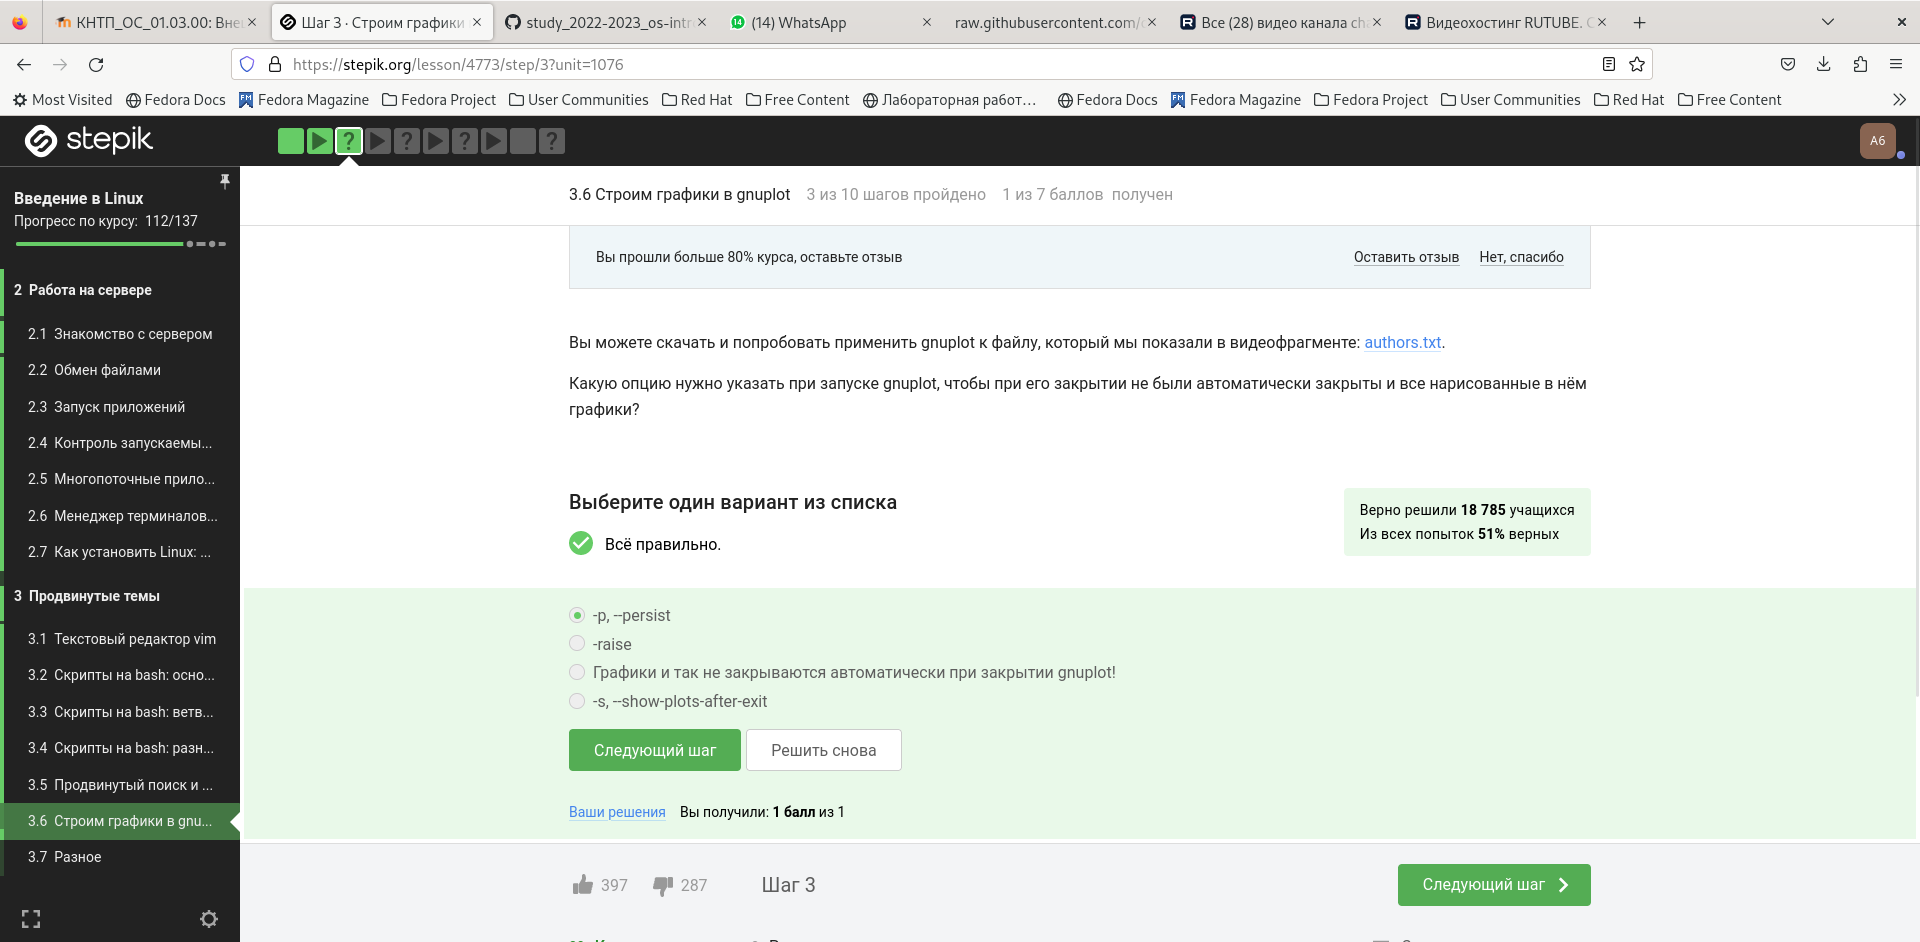 КНТП_ОС_01.03.00: Вне
Шаг 3 · Строим графики
study_2022-2023_os-intr
14
(14) WhatsApp
raw.githubusercontent.com/
Все (28) видео канала
Видеохостинг RUTUBE.
https://stepik.org/lesson/4773/step/3?unit=1076
Most Visited
Fedora Docs
Fedora Magazine
Fedora Project
User Communities
Red Hat
Free Content
Лабораторная работ…
Fedora Docs
Fedora Magazine
Fedora Project
User Communities
Red Hat
Free Content
stepik
A6
Введение в Linux
Прогресс по курсу: 112/137
2 Работа на сервере
2.1 Знакомство с сервером
2.2 Обмен файлами
2.3 Запуск приложений
2.4 Контроль запускаемы...
2.5 Многопоточные прило...
2.6 Менеджер терминалов...
2.7 Как установить Linux: ...
3 Продвинутые темы
3.1 Текстовый редактор vim
3.2 Скрипты на bash: осно...
3.3 Скрипты на bash: ветв...
3.4 Скрипты на bash: разн...
3.5 Продвинутый поиск и ...
3.6 Строим графики в gnu...
3.7 Разное
3.6 Строим графики в gnuplot 3 из 10 шагов пройдено 1 из 7 баллов получен
Вы прошли больше 80% курса, оставьте отзыв
Оставить отзыв
Нет, спасибо
Вы можете скачать и попробовать применить gnuplot к файлу, который мы показали в видеофрагменте: authors.txt.
Какую опцию нужно указать при запуске gnuplot, чтобы при его закрытии не были автоматически закрыты и все нарисованные в нём
графики?
Выберите один вариант из списка
Всё правильно.
Верно решили 18 785 учащихся
Из всех попыток 51% верных
-p, --persist
-raise
Графики и так не закрываются автоматически при закрытии gnuplot!
-s, --show-plots-after-exit
Следующий шаг
Решить снова
Ваши решения Вы получили: 1 балл из 1
397
287
Шаг 3
Следующий шаг